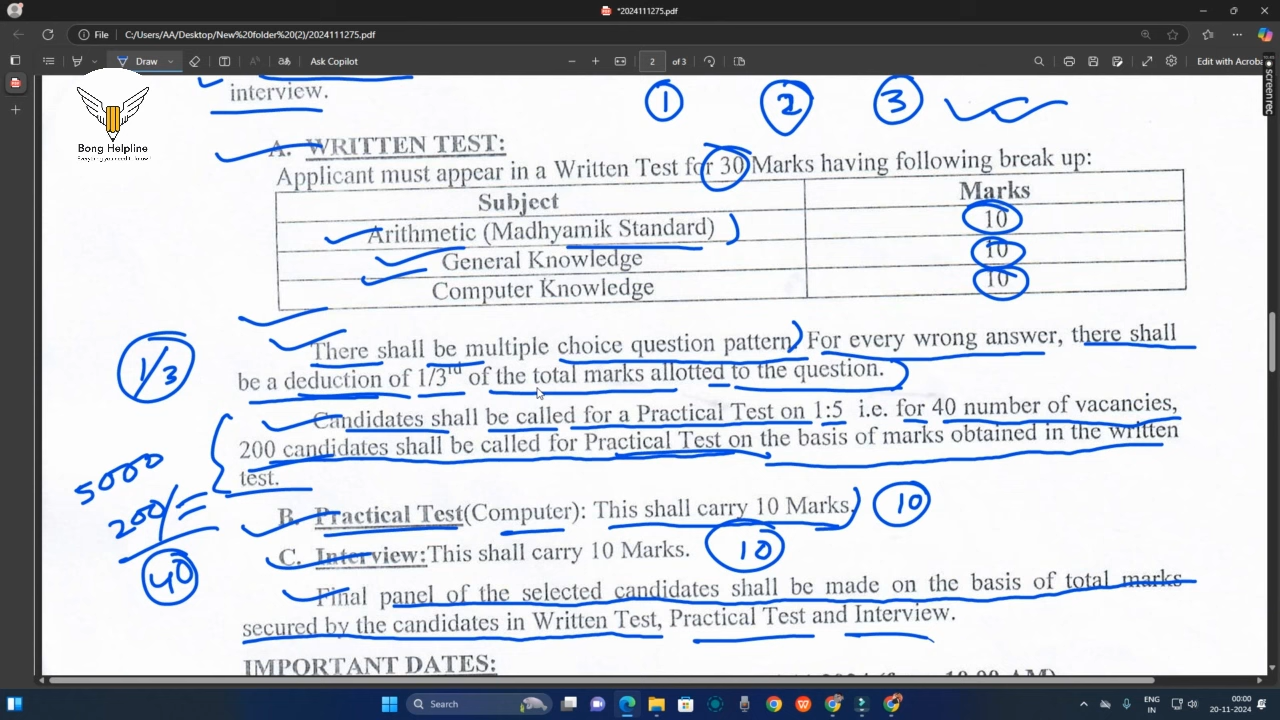 *2024111275.pdf
File C:/Users/AA/Desktop/New%20folder%20(2)/2024111275.pdf
Draw Ask Copilot 2 of 3 Edit with Acroba
screenrec
interview.
1 2 3
Bong Helpline
A. WRITTEN TEST:
Applicant must appear in a Written Test for 30 Marks having following break up:
Subject Marks
Arithmetic (Madhyamik Standard) 10
General Knowledge 10
Computer Knowledge 10
There shall be multiple choice question pattern. For every wrong answer, there shall
1/3
be a deduction of 1/3rd of the total marks allotted to the question.
Candidates shall be called for a Practical Test on 1:5 i.e. for 40 number of vacancies,
200 candidates shall be called for Practical Test on the basis of marks obtained in the written
test.
5000
200/=
40
B. Practical Test(Computer): This shall carry 10 Marks. 10
C. Interview:This shall carry 10 Marks. 10
Final panel of the selected candidates shall be made on the basis of total marks
secured by the candidates in Written Test, Practical Test and Interview.
IMPORTANT DATES:
Search
ENG
IN
00:00
20-11-2024